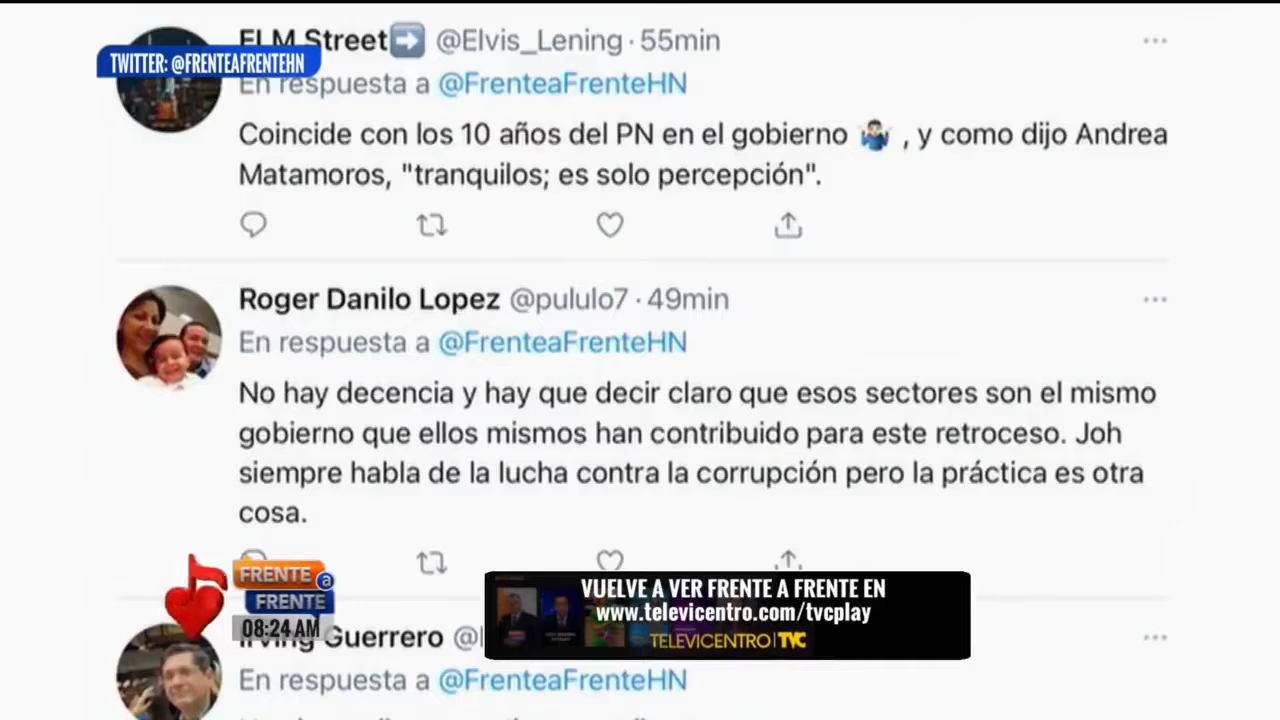 ELM Street➡️ @Elvis_Lening · 55min
TWITTER: @FRENTEAFRENTEHN
En respuesta a @FrenteaFrenteHN
Coincide con los 10 años del PN en el gobierno 🤷🏻‍♂️ , y como dijo Andrea
Matamoros, "tranquilos; es solo percepción".
Roger Danilo Lopez @pululo7 · 49min
En respuesta a @FrenteaFrenteHN
No hay decencia y hay que decir claro que esos sectores son el mismo
gobierno que ellos mismos han contribuido para este retroceso. Joh
siempre habla de la lucha contra la corrupción pero la práctica es otra
cosa.
FRENTE a
FRENTE
08:24 AM
VUELVE A VER FRENTE A FRENTE EN
www.televicentro.com/tvcplay
TELEVICENTRO|TVC
Irving Guerrero
En respuesta a @FrenteaFrenteHN